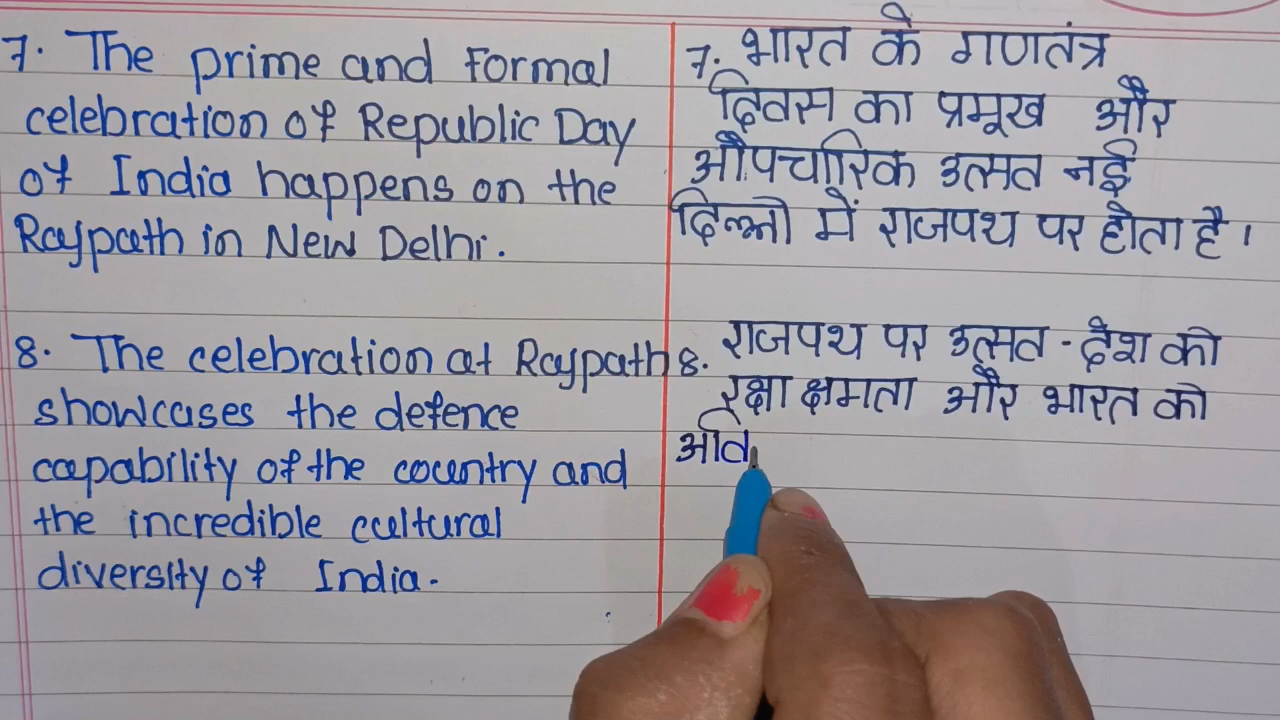 7. The prime and Formal
celebration of Republic Day
of India happens on the
Rajpath in New Delhi.
8. The celebration at Rajpath
showcases the defence
capability of the country and
the incredible cultural
diversity of India.
7. भारत के गणतंत्र
दिवस का प्रमूख और
औपचारिक उत्सव नई
दिल्ली में राजपथ पर होता है।
8. राजपथ पर उत्सव - देश की
रक्षा क्षमता और भारत की
अवि